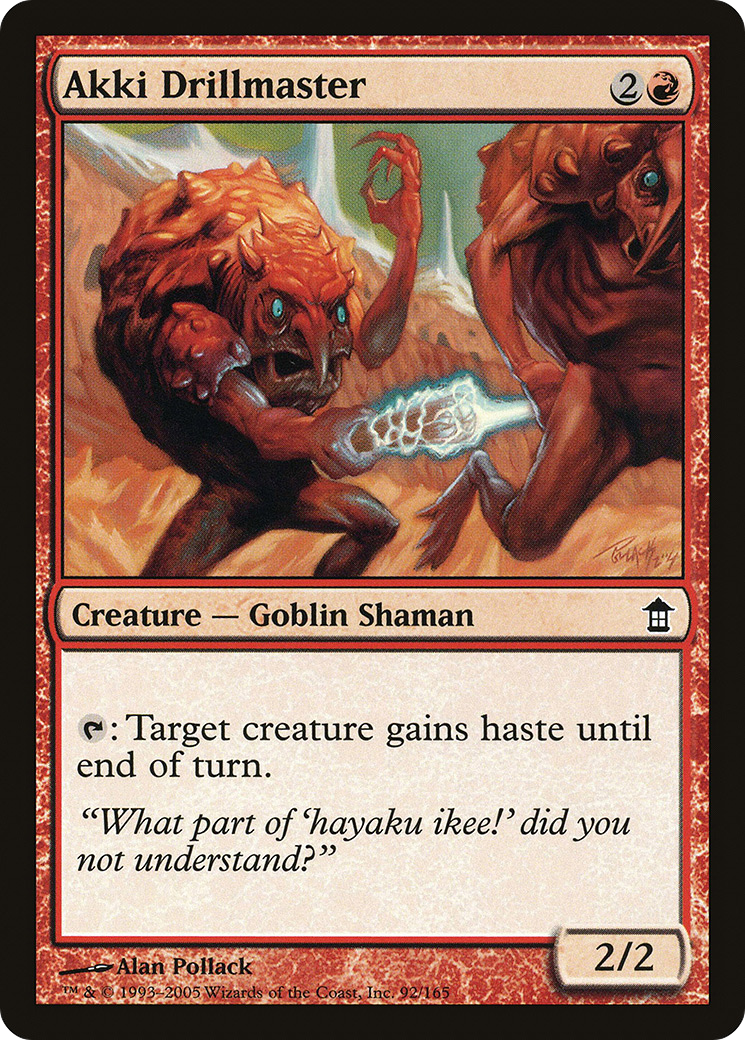 Akki Drillmaster 2
Creature — Goblin Shaman
: Target creature gains haste until
end of turn.
“What part of ‘hayaku ikee!’ did you
not understand?”
2/2
Alan Pollack
™ & © 1993–2005 Wizards of the Coast, Inc. 92/165